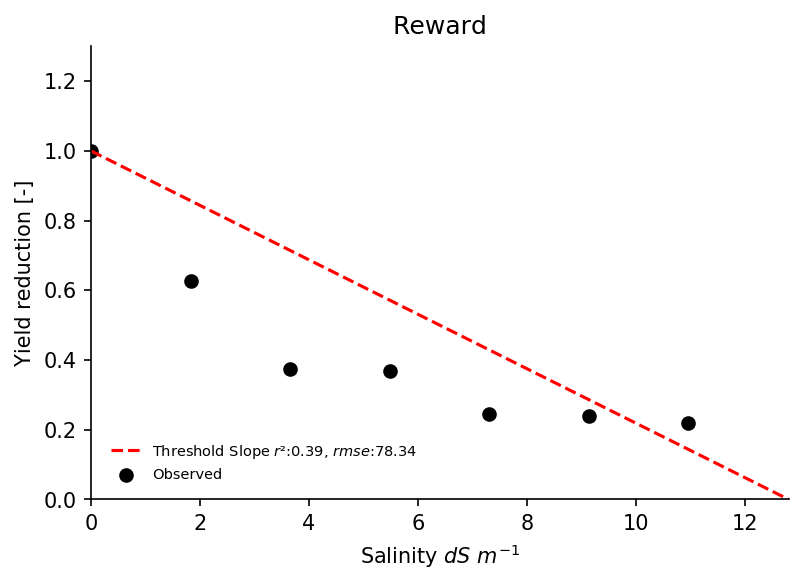 Reward
Yield reduction [-]
1.2
1.0
0.8
0.6
0.4
0.2
0.0
Threshold Slope r²:0.39, rmse:78.34
Observed
0 2 4 6 8 10 12
Salinity dS m⁻¹